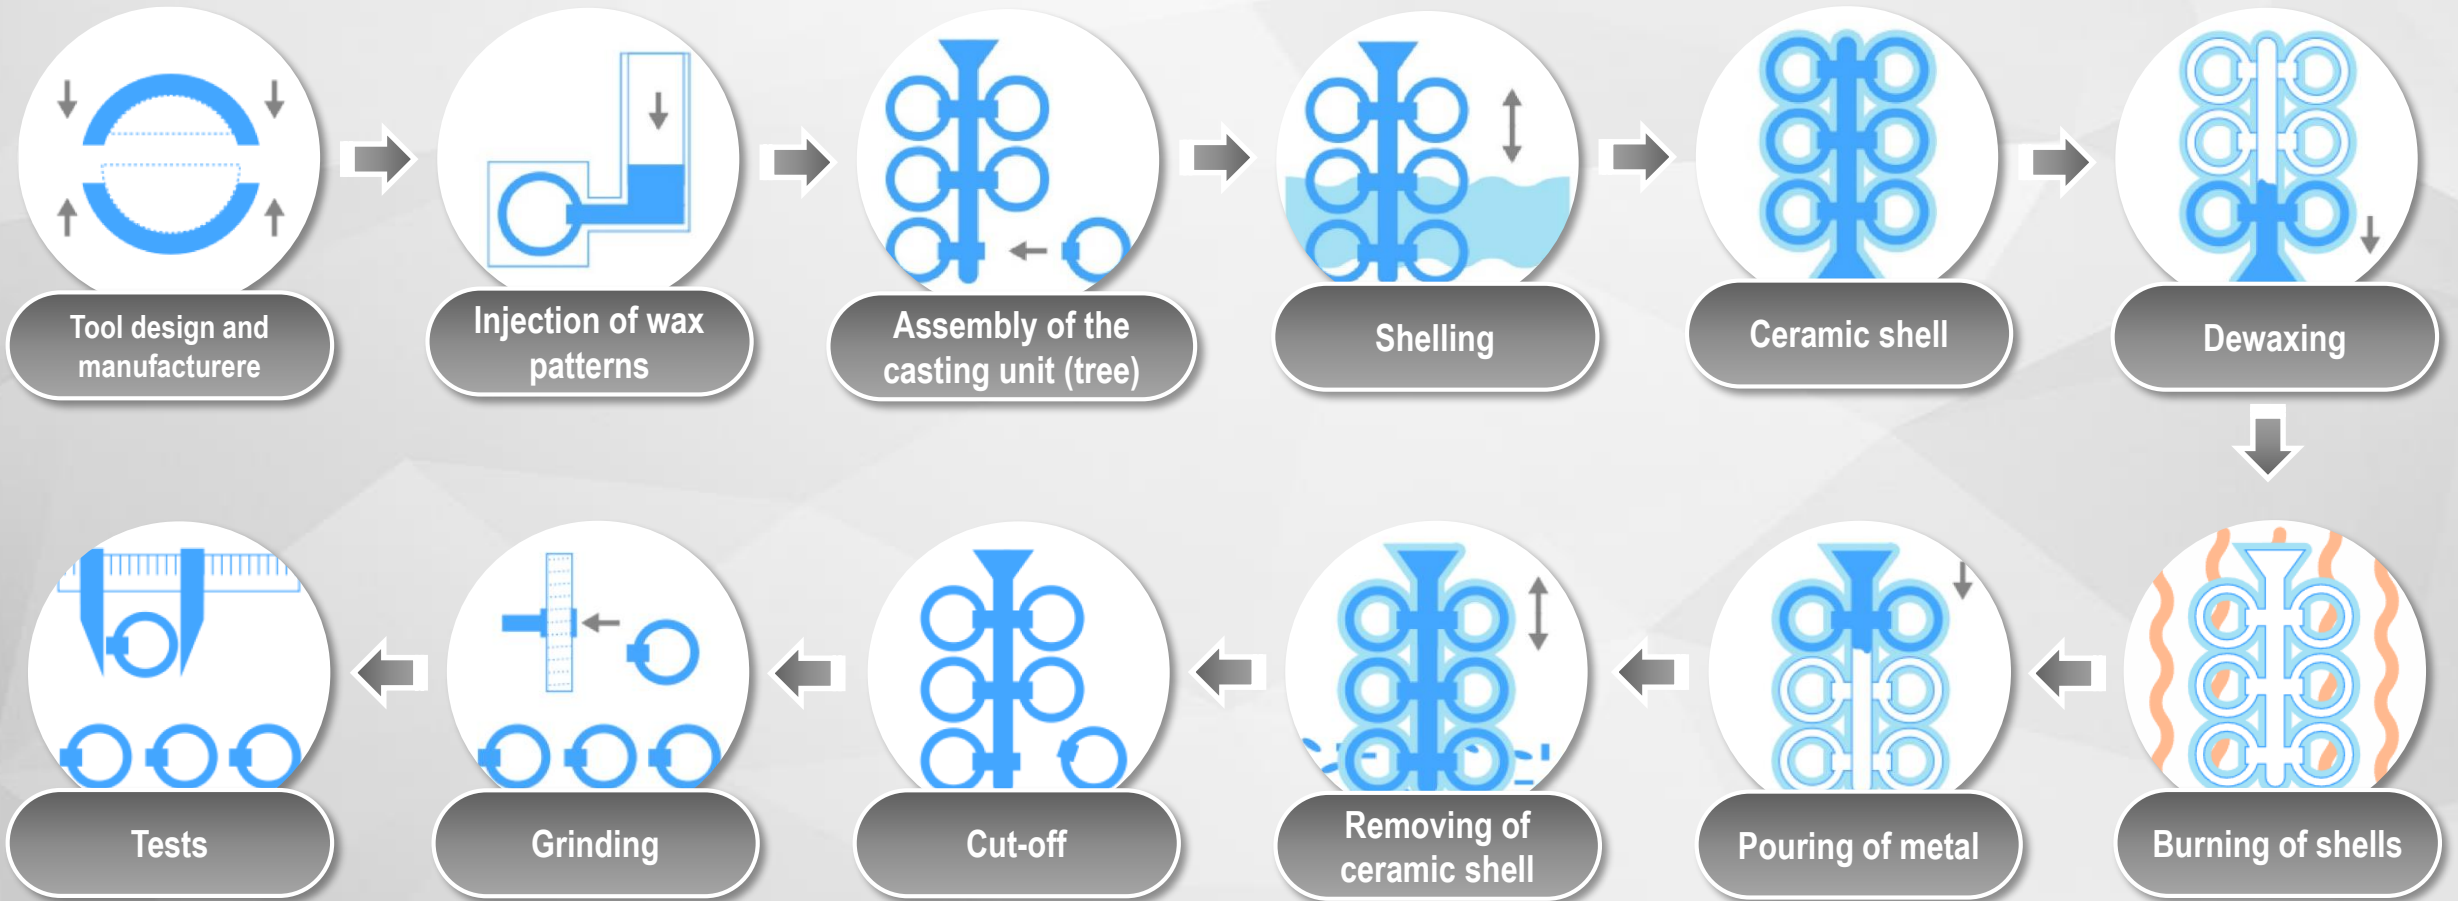 Tool design and
manufacturere
Injection of wax
patterns
Assembly of the
casting unit (tree)
Shelling
Ceramic shell
Dewaxing
Burning of shells
Pouring of metal
Removing of
ceramic shell
Cut-off
Grinding
Tests